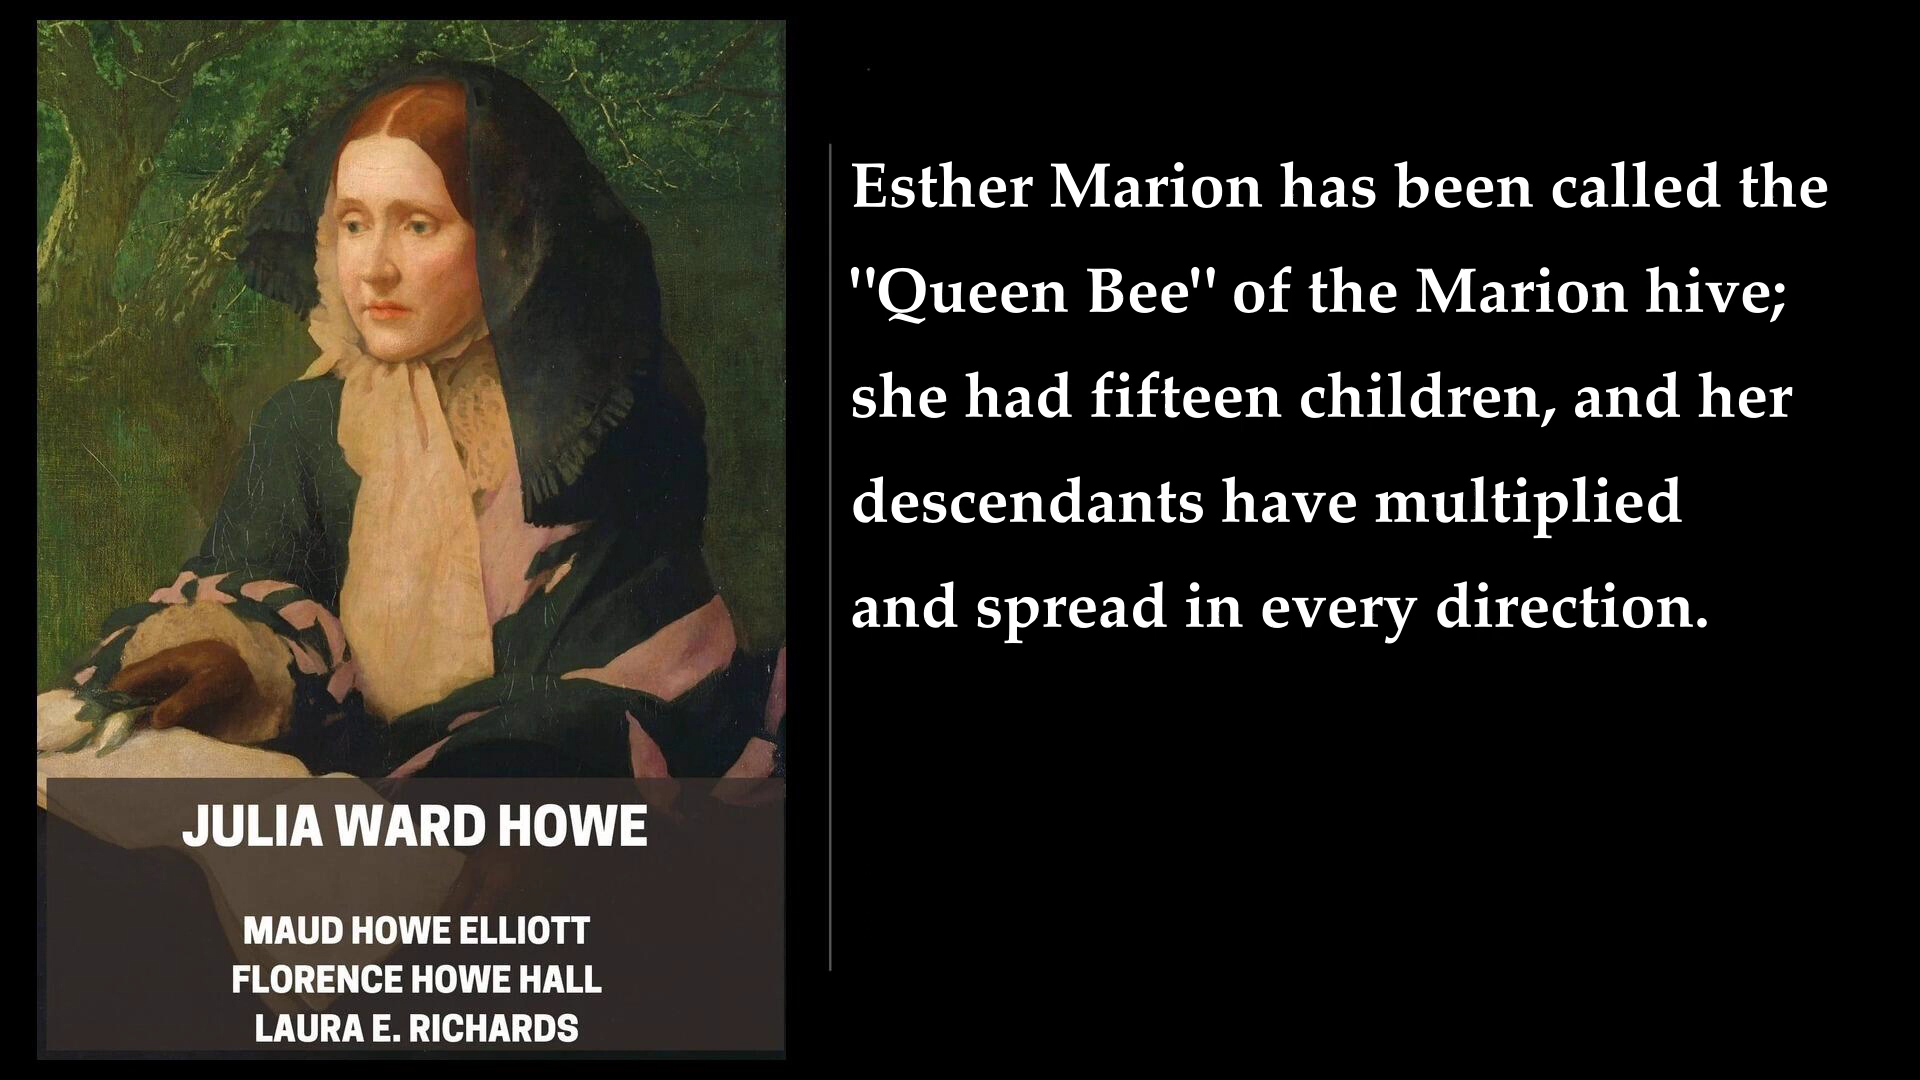 Esther Marion has been called the
"Queen Bee" of the Marion hive;
she had fifteen children, and her
descendants have multiplied
and spread in every direction.
JULIA WARD HOWE
MAUD HOWE ELLIOTT
FLORENCE HOWE HALL
LAURA E. RICHARDS